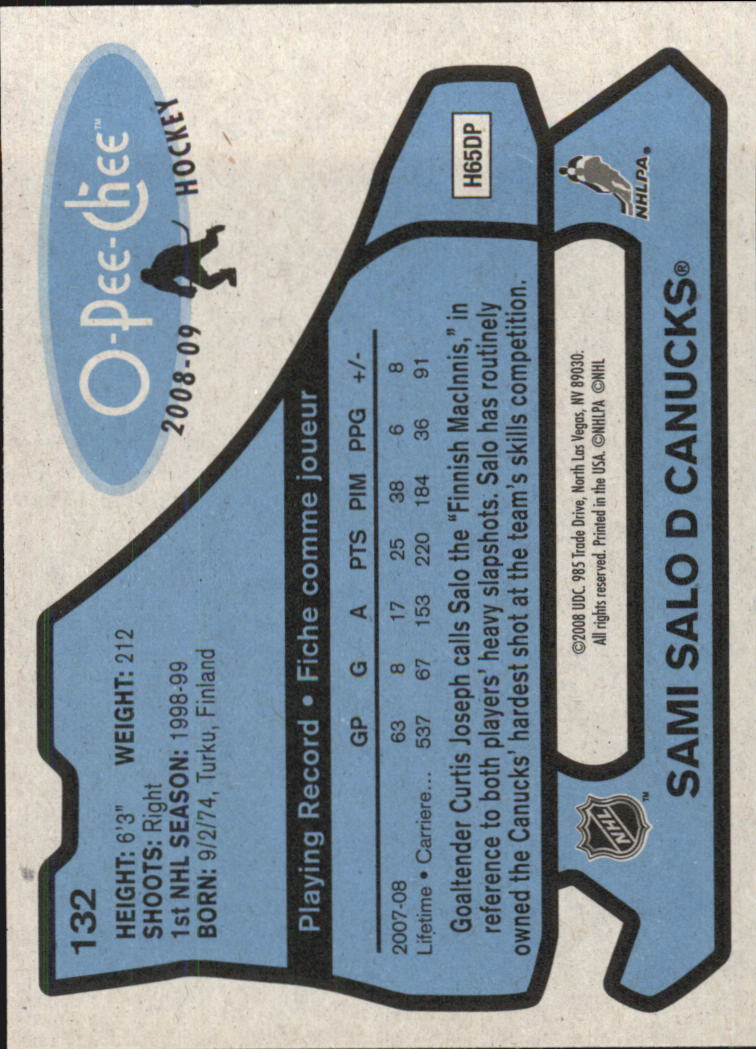 132
HEIGHT: 6'3" WEIGHT: 212
SHOOTS: Right
1st NHL SEASON: 1998-99
BORN: 9/2/74, Turku, Finland
O-Pee-Chee™
2008-09 HOCKEY
Playing Record • Fiche comme joueur
GP G A PTS PIM PPG +/-
2007-08 63 8 17 25 38 6 8
Lifetime • Carriere... 537 67 153 220 184 36 91
Goaltender Curtis Joseph calls Salo the "Finnish MacInnis," in
reference to both players' heavy slapshots. Salo has routinely
owned the Canucks' hardest shot at the team's skills competition.
H65DP
NHL™
©2008 UDC. 985 Trade Drive, North Las Vegas, NV 89030.
All rights reserved. Printed in the USA. ©NHLPA ©NHL
NHLPA.
SAMI SALO D CANUCKS®